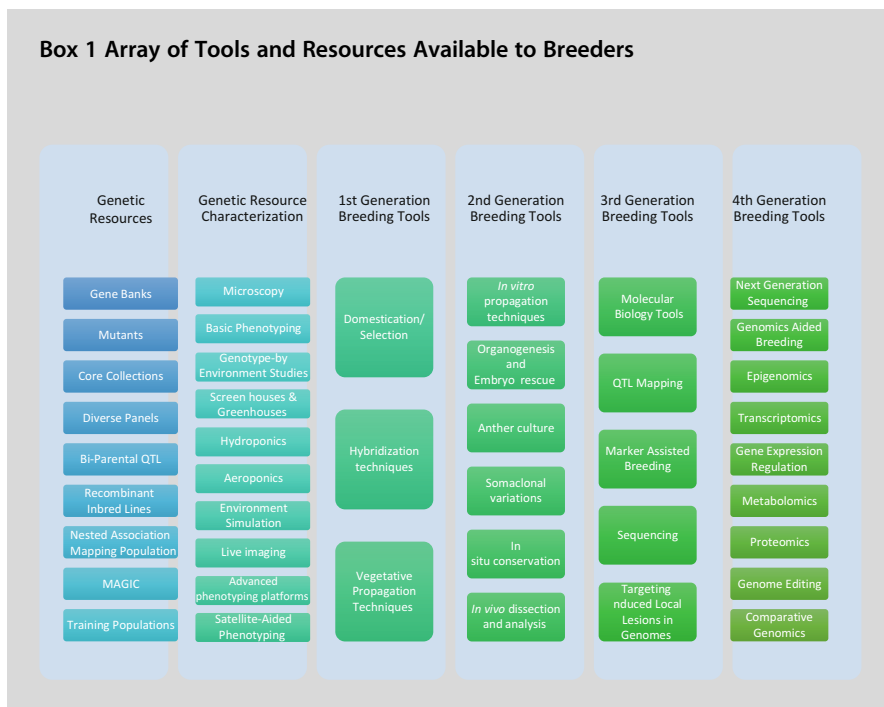 Box 1 Array of Tools and Resources Available to Breeders
Genetic
Resources
Gene Banks
Mutants
Core Collections
Diverse Panels
Bi-Parental QTL
Recombinant
Inbred Lines
Nested Association
Mapping Population
MAGIC
Training Populations
Genetic Resource
Characterization
Microscopy
Basic Phenotyping
Genotype-by
Environment Studies
Screen houses &
Greenhouses
Hydroponics
Aeroponics
Environment
Simulation
Live imaging
Advanced
phenotyping platforms
Satellite-Aided
Phenotyping
1st Generation
Breeding Tools
Domestication/
Selection
Hybridization
techniques
Vegetative
Propagation
Techniques
2nd Generation
Breeding Tools
In vitro
propagation
techniques
Organogenesis
and
Embryo rescue
Anther culture
Somaclonal
variations
In
situ conservation
In vivo dissection
and analysis
3rd Generation
Breeding Tools
Molecular
Biology Tools
QTL Mapping
Marker Assisted
Breeding
Sequencing
Targeting
nduced Local
Lesions in
Genomes
4th Generation
Breeding Tools
Next Generation
Sequencing
Genomics Aided
Breeding
Epigenomics
Transcriptomics
Gene Expression
Regulation
Metabolomics
Proteomics
Genome Editing
Comparative
Genomics